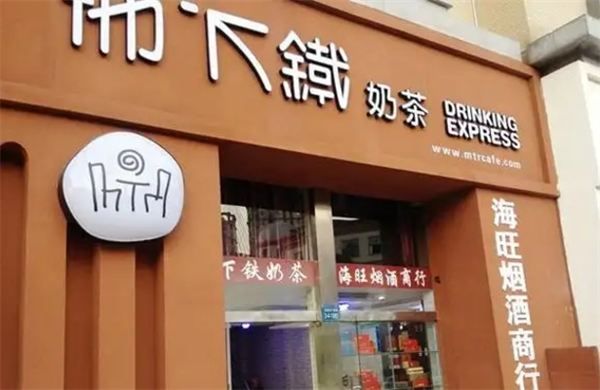 下鐵 奶茶
DRINKING
EXPRESS
www.mtrcafe.com
下铁奶茶
海旺烟酒商行
海旺烟酒商行